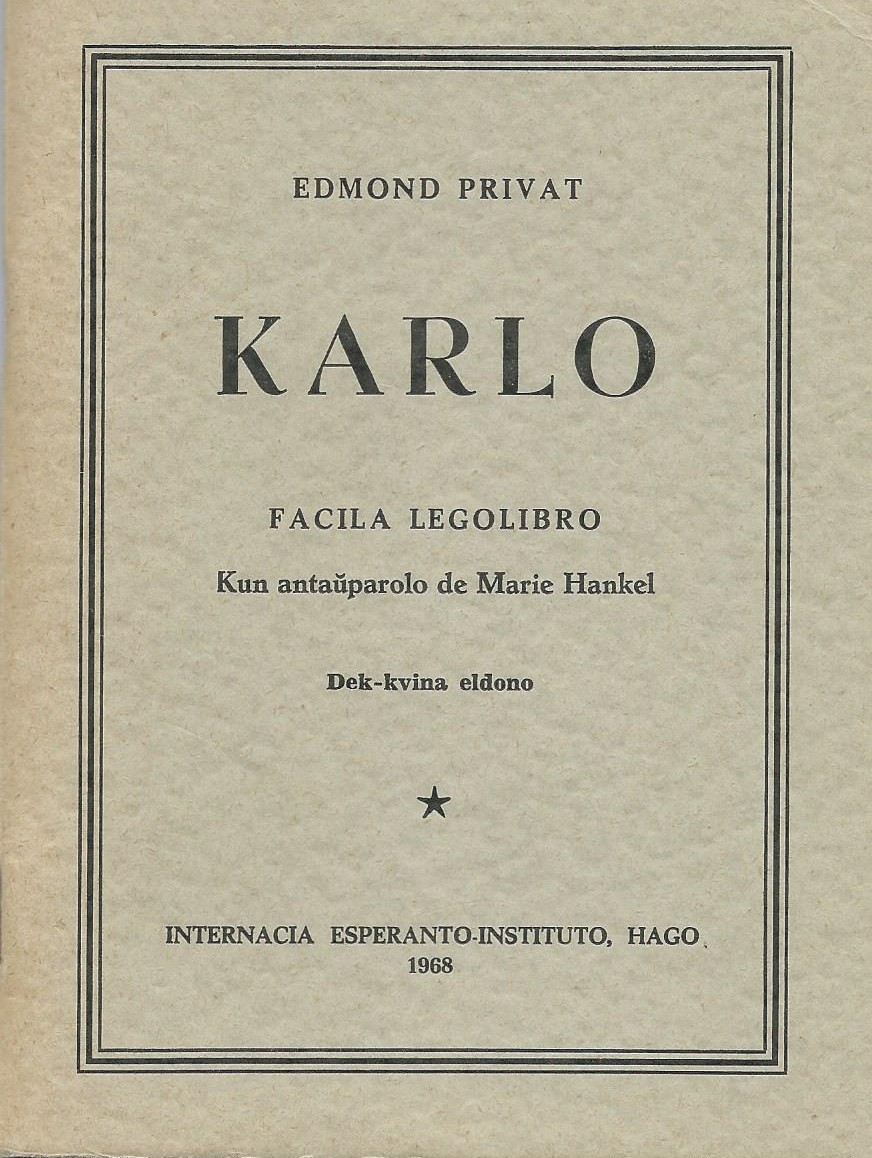 EDMOND PRIVAT
KARLO
FACILA LEGOLIBRO
Kun antaŭparolo de Marie Hankel
Dek-kvina eldono
INTERNACIA ESPERANTO-INSTITUTO, HAGO
1968